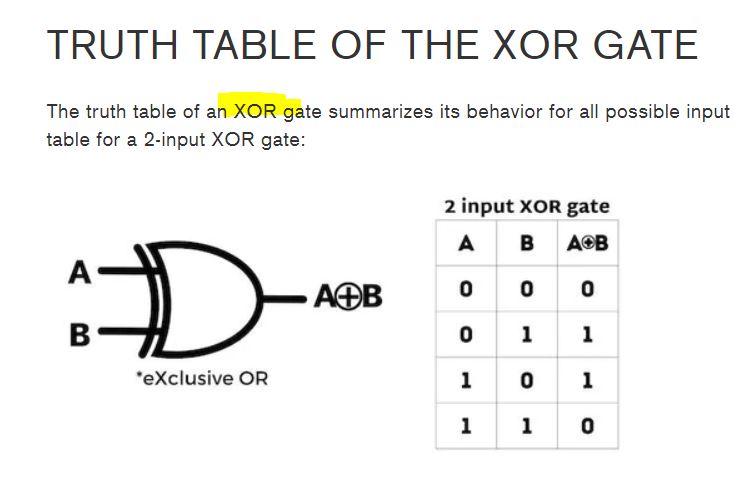 TRUTH TABLE OF THE XOR GATE
The truth table of an XOR gate summarizes its behavior for all possible input
table for a 2-input XOR gate:
2 input XOR gate
A B A⊕B
0 0 0
0 1 1
1 0 1
1 1 0
A
B
A⊕B
*eXclusive OR